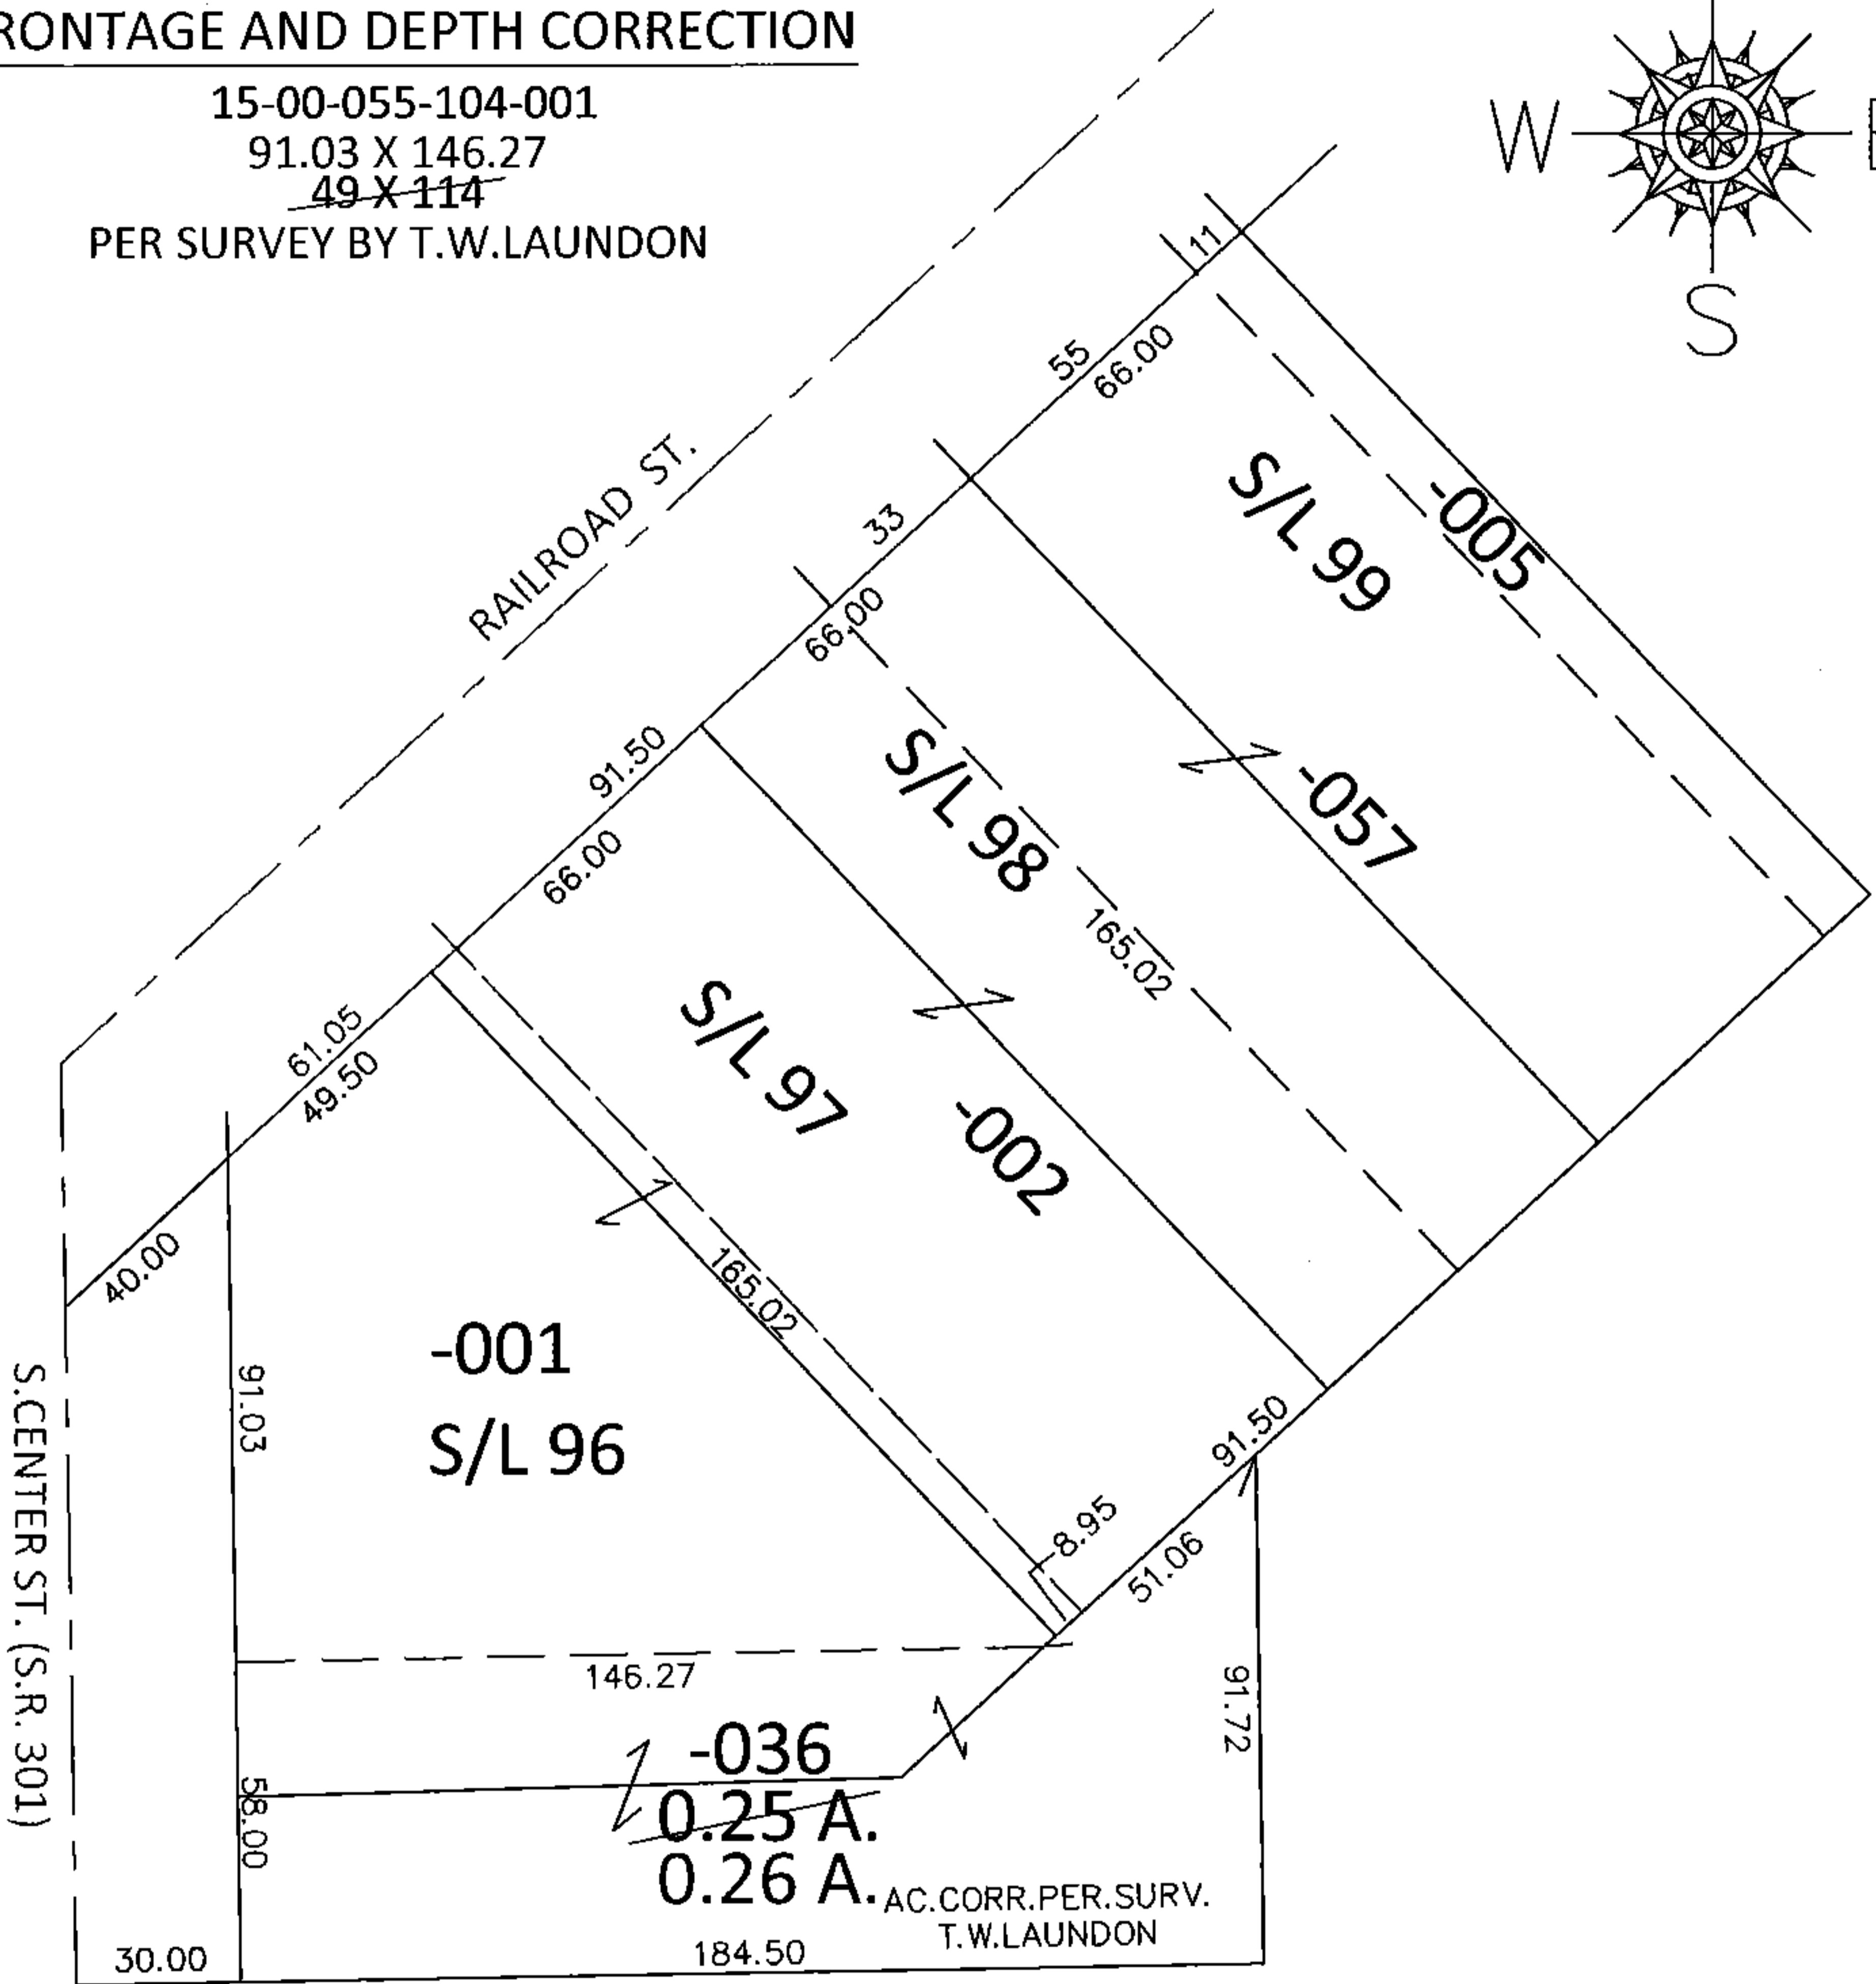 RONTAGE AND DEPTH CORRECTION
15-00-055-104-001
91.03 X 146.27
49 X 114
PER SURVEY BY T.W.LAUNDON
W
S
11
55
66.00
RAILROAD ST.
33
66.00
S/L 99
-005
91.50
66.00
S/L 98
-057
165.02
61.05
49.50
S/L 97
-002
40.00
165.02
-001
91.03
S/L 96
S.CENTER ST. (S.R. 301)
91.50
8.95
51.06
146.27
91.72
-036
58.00
0.25 A.
0.26 A. AC.CORR.PER.SURV.
T.W.LAUNDON
30.00
184.50